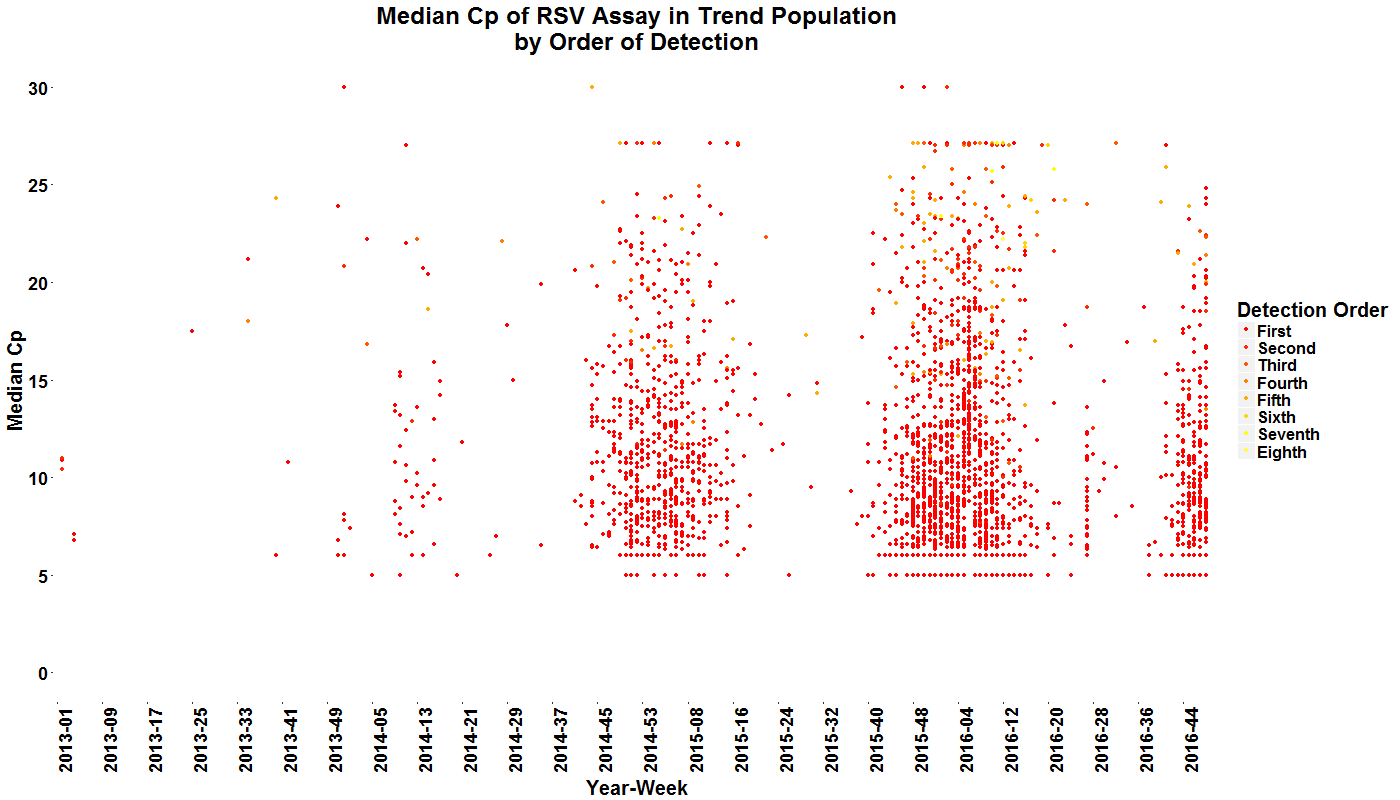 Median Cp of RSV Assay in Trend Population
by Order of Detection
Median Cp
30
25
20
15
10
5
0
2013-01
2013-09
2013-17
2013-25
2013-33
2013-41
2013-49
2014-05
2014-13
2014-21
2014-29
2014-37
2014-45
2014-53
2015-08
2015-16
2015-24
2015-32
2015-40
2015-48
2016-04
2016-12
2016-20
2016-28
2016-36
2016-44
Year-Week
Detection Order
First
Second
Third
Fourth
Fifth
Sixth
Seventh
Eighth